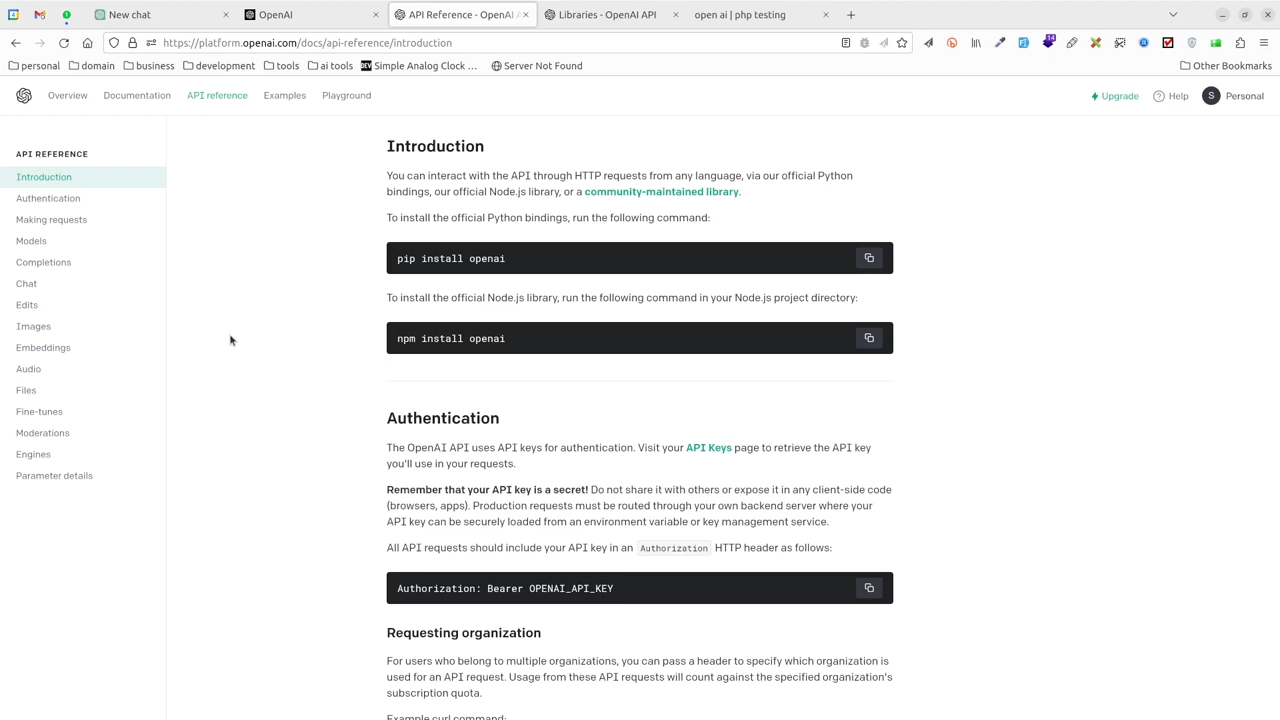 New chat
OpenAI
API Reference - OpenAI A
Libraries - OpenAI API
open ai | php testing
https://platform.openai.com/docs/api-reference/introduction
14
personal
domain
business
development
tools
ai tools
DEV
Simple Analog Clock ...
Server Not Found
Other Bookmarks
Overview
Documentation
API reference
Examples
Playground
Upgrade
Help
S
Personal
API REFERENCE
Introduction
Authentication
Making requests
Models
Completions
Chat
Edits
Images
Embeddings
Audio
Files
Fine-tunes
Moderations
Engines
Parameter details
Introduction
You can interact with the API through HTTP requests from any language, via our official Python
bindings, our official Node.js library, or a community-maintained library.
To install the official Python bindings, run the following command:
pip install openai
To install the official Node.js library, run the following command in your Node.js project directory:
npm install openai
Authentication
The OpenAI API uses API keys for authentication. Visit your API Keys page to retrieve the API key
you'll use in your requests.
Remember that your API key is a secret! Do not share it with others or expose it in any client-side code
(browsers, apps). Production requests must be routed through your own backend server where your
API key can be securely loaded from an environment variable or key management service.
All API requests should include your API key in an Authorization HTTP header as follows:
Authorization: Bearer OPENAI_API_KEY
Requesting organization
For users who belong to multiple organizations, you can pass a header to specify which organization is
used for an API request. Usage from these API requests will count against the specified organization's
subscription quota.
Example curl command: